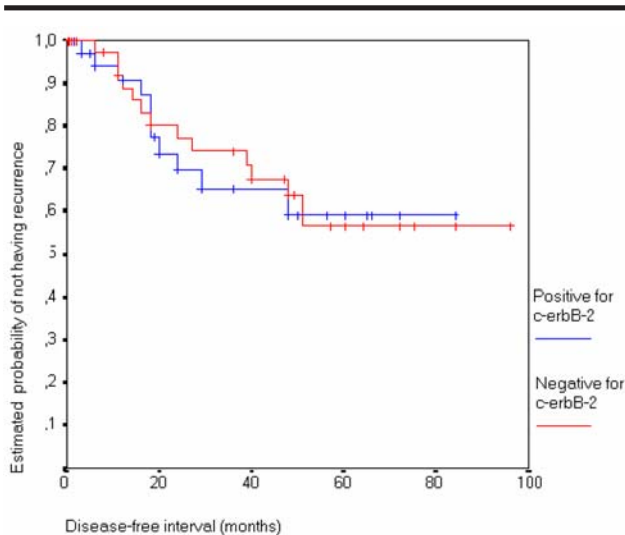 Estimated probability of not having recurrence
1,0
,9
,8
,7
,6
,5
,4
,3
,2
,1
0 20 40 60 80 100
Disease-free interval (months)
Positive for
c-erbB-2
Negative for
c-erbB-2